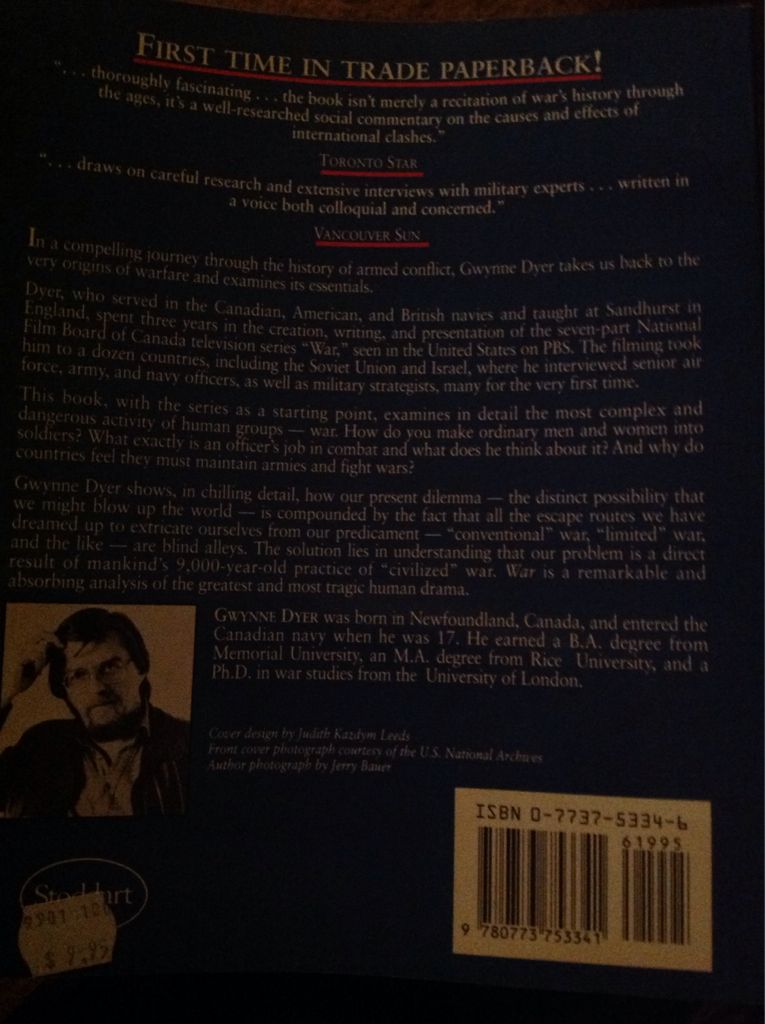 FIRST TIME IN TRADE PAPERBACK!
". . . thoroughly fascinating . . . the book isn't merely a recitation of war's history through
the ages, it's a well-researched social commentary on the causes and effects of
international clashes."
TORONTO STAR
". . . draws on careful research and extensive interviews with military experts . . . written in
a voice both colloquial and concerned."
VANCOUVER SUN
In a compelling journey through the history of armed conflict, Gwynne Dyer takes us back to the
very origins of warfare and examines its essentials.
Dyer, who served in the Canadian, American, and British navies and taught at Sandhurst in
England, spent three years in the creation, writing, and presentation of the seven-part National
Film Board of Canada television series "War," seen in the United States on PBS. The filming took
him to a dozen countries, including the Soviet Union and Israel, where he interviewed senior air
force, army, and navy officers, as well as military strategists, many for the very first time.
This book, with the series as a starting point, examines in detail the most complex and
dangerous activity of human groups — war. How do you make ordinary men and women into
soldiers? What exactly is an officer's job in combat and what does he think about it? And why do
countries feel they must maintain armies and fight wars?
Gwynne Dyer shows, in chilling detail, how our present dilemma — the distinct possibility that
we might blow up the world — is compounded by the fact that all the escape routes we have
dreamed up to extricate ourselves from our predicament — "conventional" war, "limited" war,
and the like — are blind alleys. The solution lies in understanding that our problem is a direct
result of mankind's 9,000-year-old practice of "civilized" war. War is a remarkable and
absorbing analysis of the greatest and most tragic human drama.
GWYNNE DYER was born in Newfoundland, Canada, and entered the
Canadian navy when he was 17. He earned a B.A. degree from
Memorial University, an M.A. degree from Rice University, and a
Ph.D. in war studies from the University of London.
Cover design by Judith Kazdym Leeds
Front cover photograph courtesy of the U.S. National Archives
Author photograph by Jerry Bauer
ISBN 0-7737-5334-6
61995
9 780773 753341
Stoddart